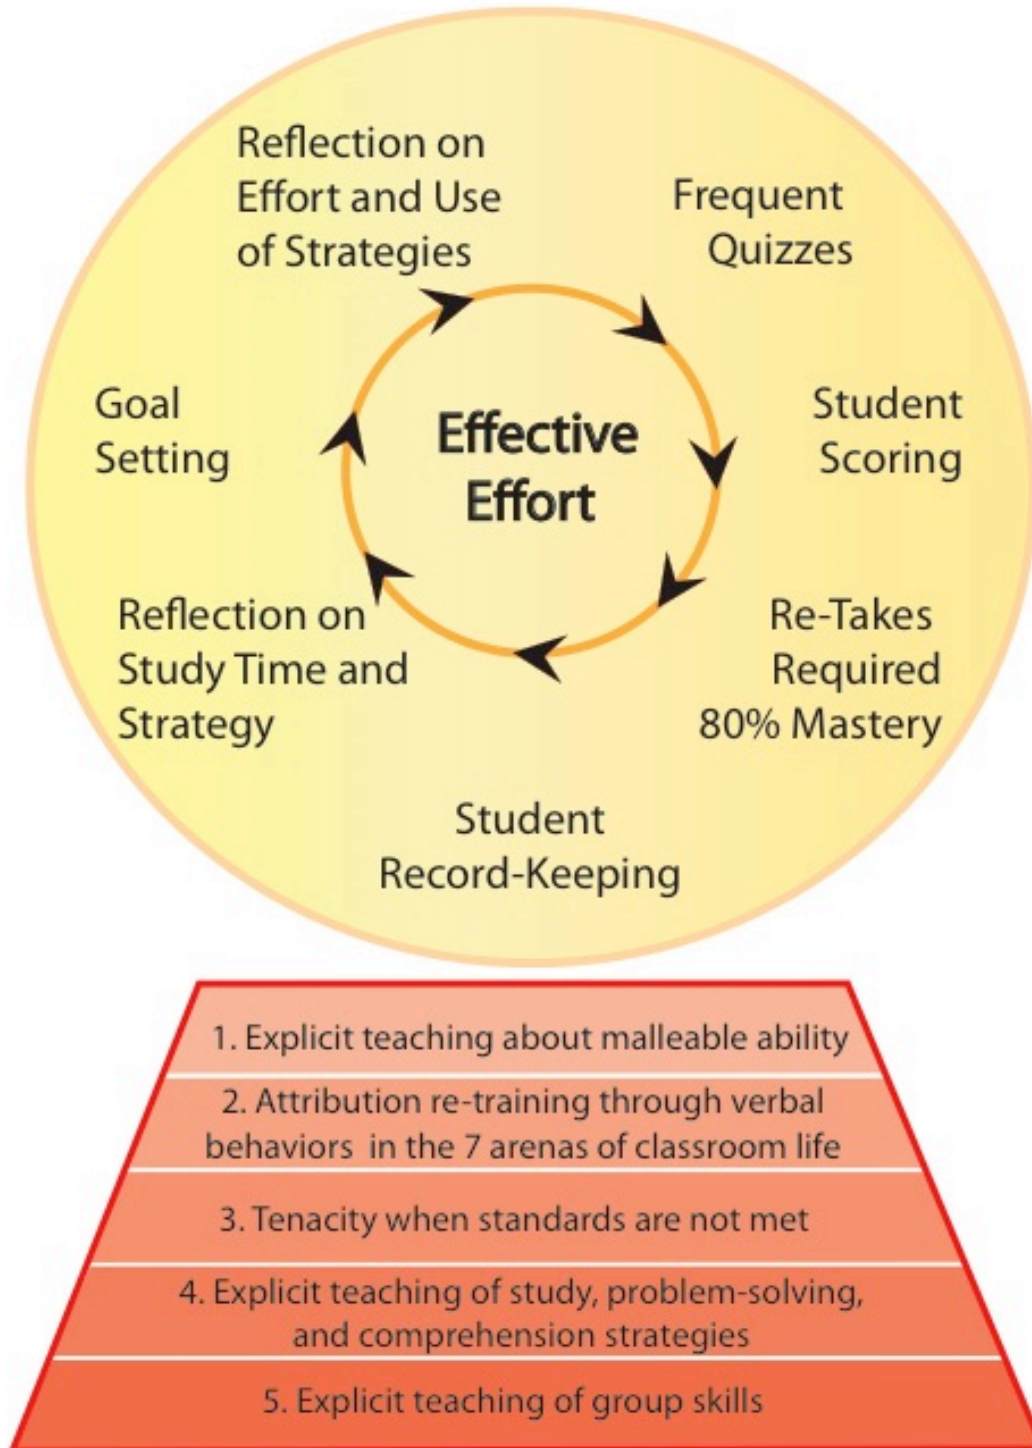 Reflection on
Effort and Use
of Strategies
Frequent
Quizzes
Student
Scoring
Re-Takes
Required
80% Mastery
Student
Record-Keeping
Reflection on
Study Time and
Strategy
Goal
Setting
Effective
Effort
1. Explicit teaching about malleable ability
2. Attribution re-training through verbal
behaviors in the 7 arenas of classroom life
3. Tenacity when standards are not met
4. Explicit teaching of study, problem-solving,
and comprehension strategies
5. Explicit teaching of group skills